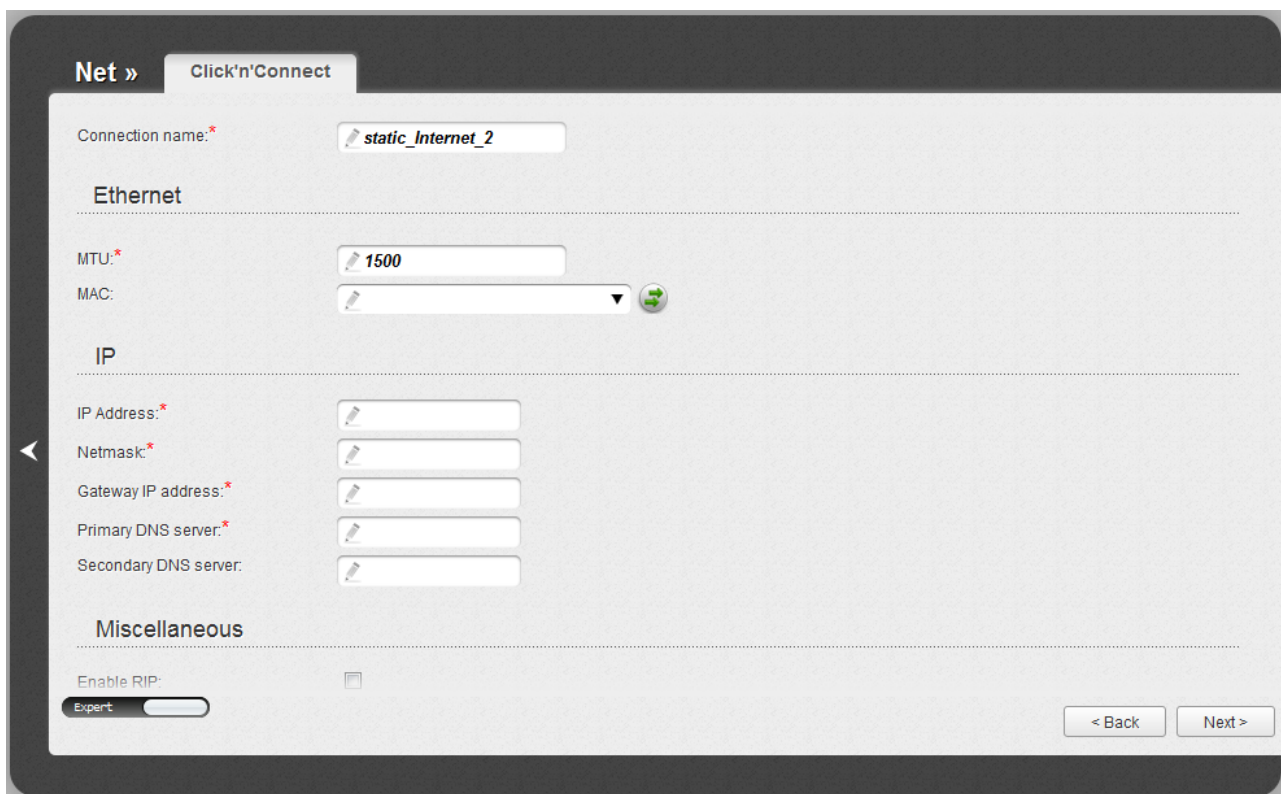 Net » Click'n'Connect
Connection name:* static_Internet_2
Ethernet
MTU:* 1500
MAC:
IP
IP Address:*
Netmask:*
Gateway IP address:*
Primary DNS server:*
Secondary DNS server:
Miscellaneous
Enable RIP:
Expert
< Back Next >